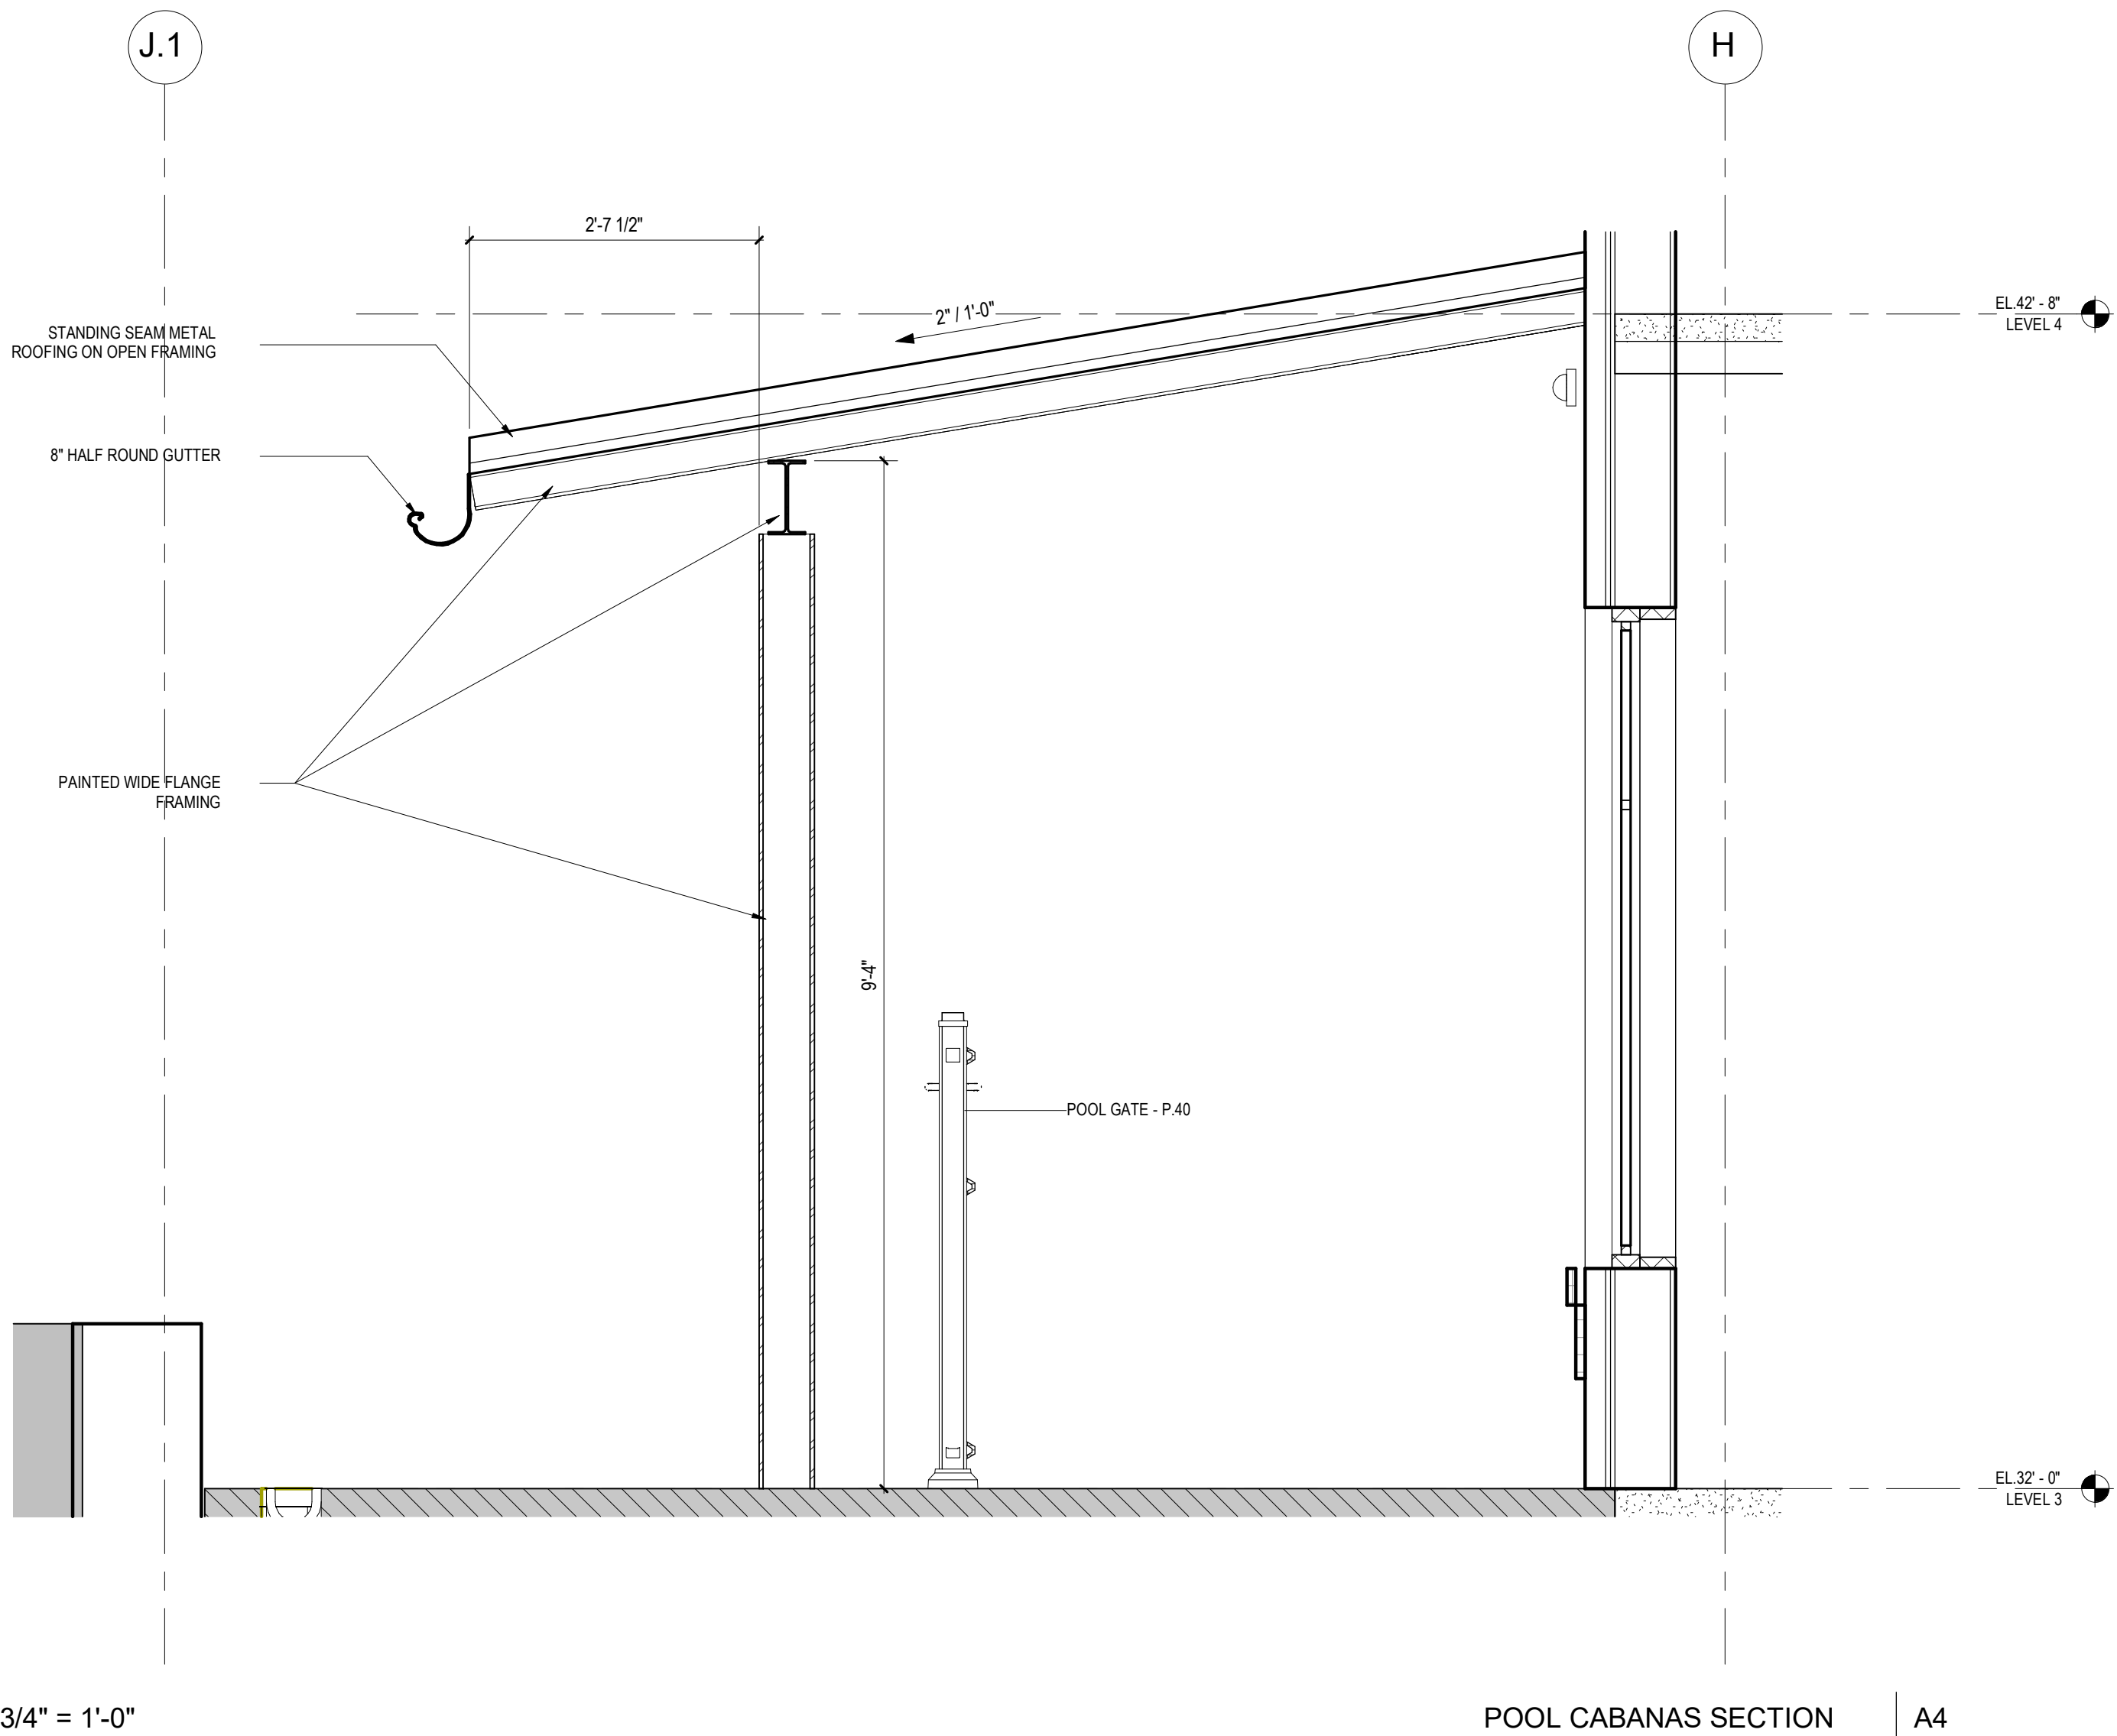 J.1
H
2'-7 1/2"
2" / 1'-0"
EL.42' - 8"
LEVEL 4
STANDING SEAM METAL
ROOFING ON OPEN FRAMING
8" HALF ROUND GUTTER
PAINTED WIDE FLANGE
FRAMING
9'-4"
POOL GATE - P.40
EL.32' - 0"
LEVEL 3
3/4" = 1'-0"
POOL CABANAS SECTION
A4